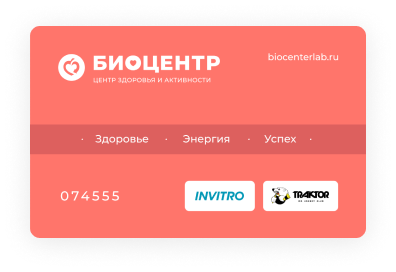 БИОЦЕНТР
ЦЕНТР ЗДОРОВЬЯ И АКТИВНОСТИ
biocenterlab.ru
· Здоровье · Энергия · Успех ·
074555
INVITRO
TRAKTOR